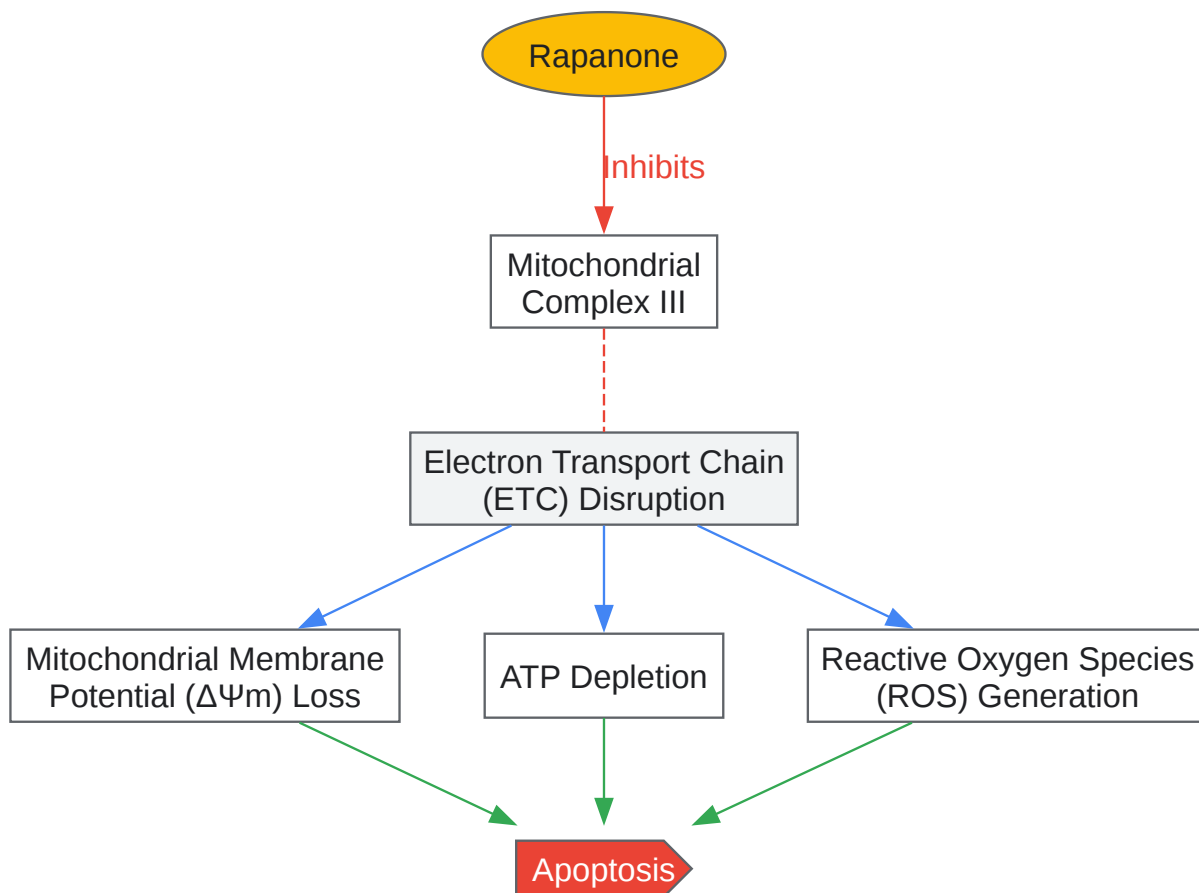 Rapanone
Inhibits
Mitochondrial
Complex III
Electron Transport Chain
(ETC) Disruption
Mitochondrial Membrane
Potential (ΔΨm) Loss
ATP Depletion
Reactive Oxygen Species
(ROS) Generation
Apoptosis